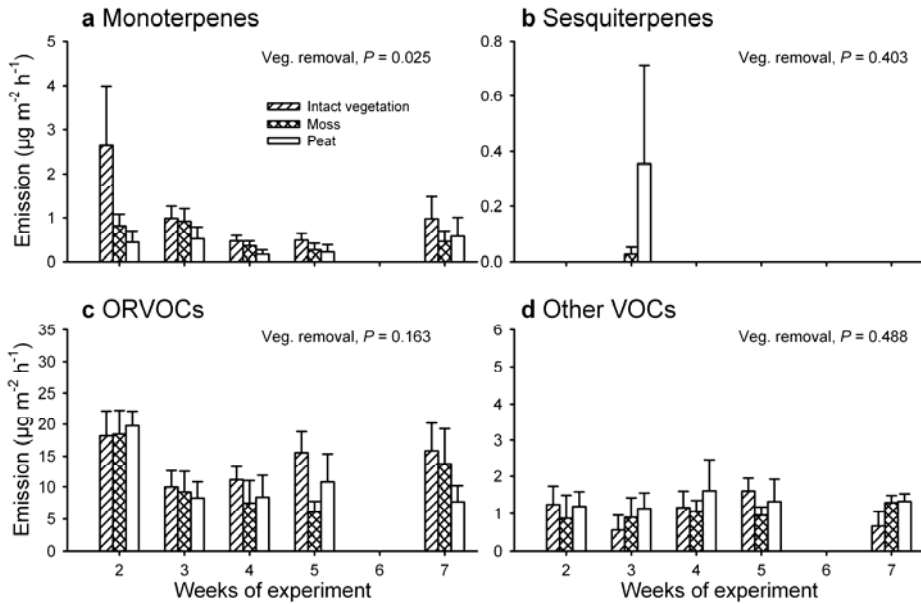 a Monoterpenes
b Sesquiterpenes
5
4
3
2
1
0
Emission (µg m⁻² h⁻¹)
Veg. removal, P = 0.025
Intact vegetation
Moss
Peat
0.8
0.6
0.4
0.2
0.0
Veg. removal, P = 0.403
c ORVOCs
d Other VOCs
35
30
25
20
15
10
5
0
Emission (µg m⁻² h⁻¹)
Veg. removal, P = 0.163
2 3 4 5 6 7
Weeks of experiment
6
5
4
3
2
1
0
Veg. removal, P = 0.488
2 3 4 5 6 7
Weeks of experiment